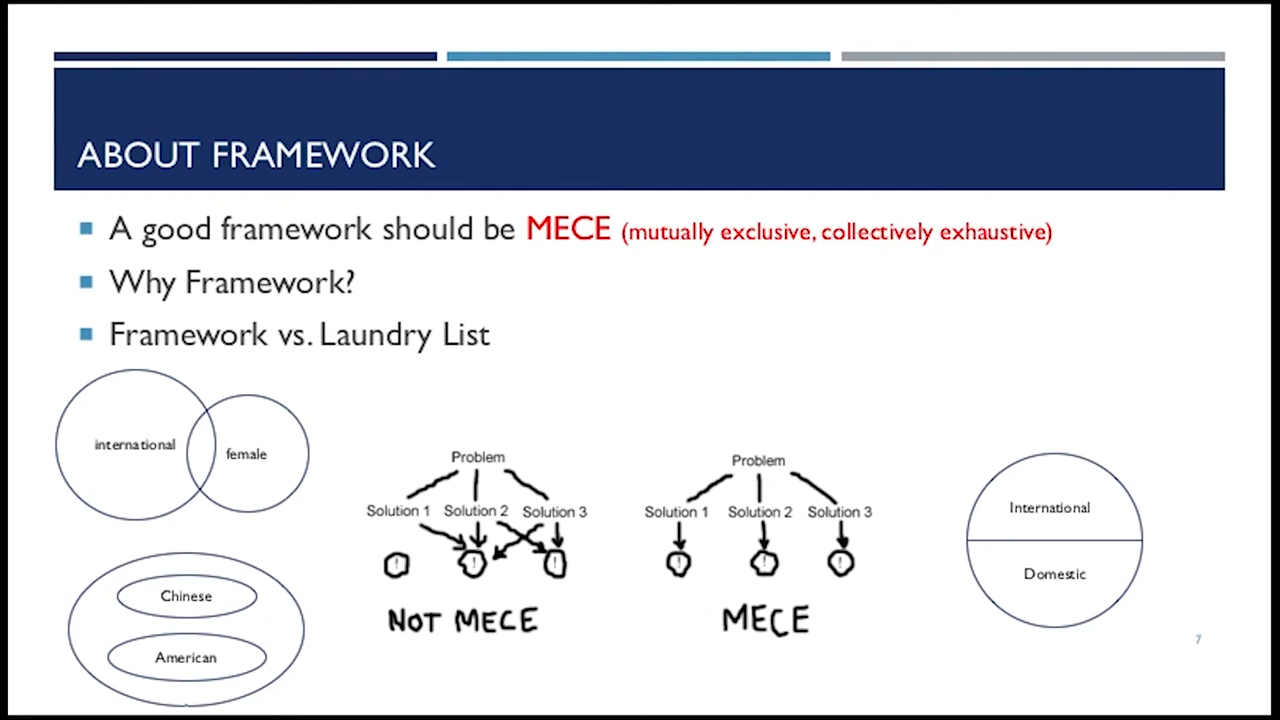 ABOUT FRAMEWORK
A good framework should be MECE (mutually exclusive, collectively exhaustive)
Why Framework?
Framework vs. Laundry List
international
female
Chinese
American
Problem
Solution 1 Solution 2 Solution 3
! ! !
NOT MECE
Problem
Solution 1 Solution 2 Solution 3
! ! !
MECE
International
Domestic
7